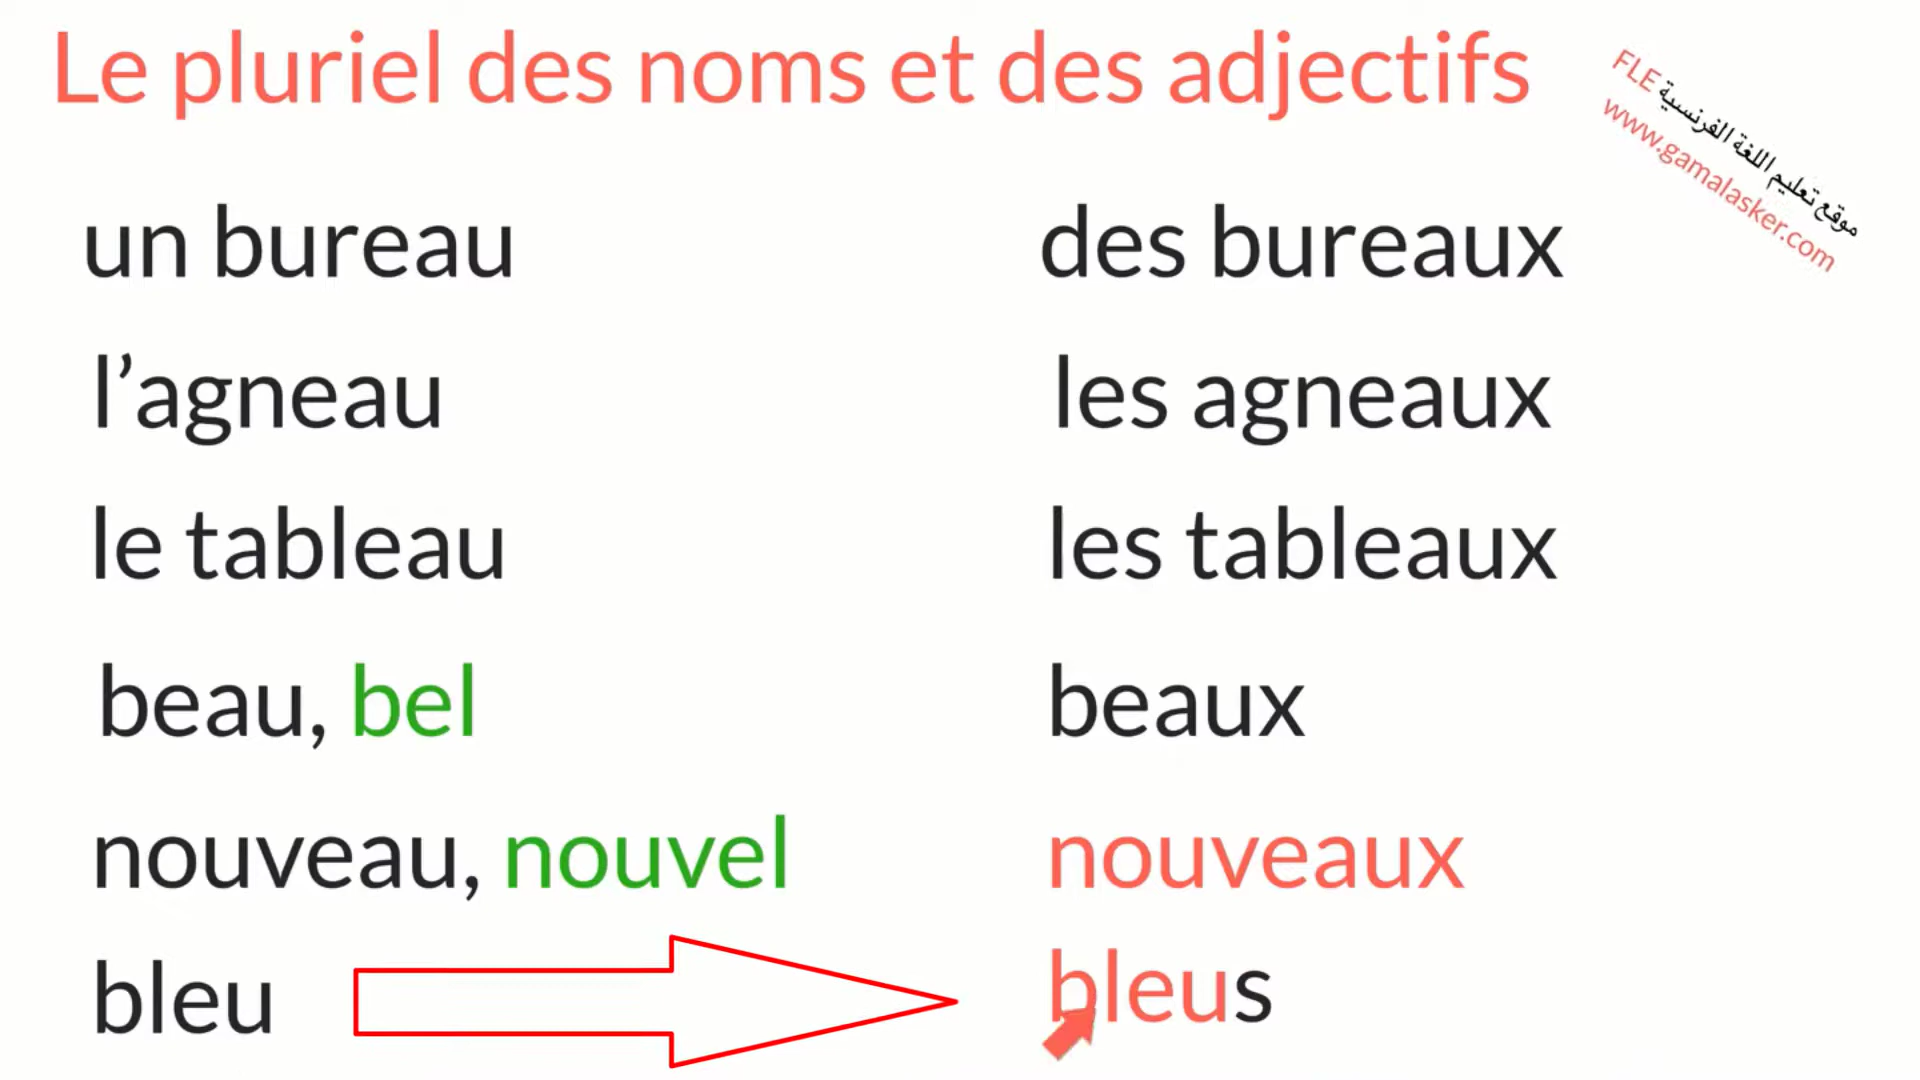 Le pluriel des noms et des adjectifs
FLE موقع تعليم اللغة الفرنسية
www.gamalasker.com
un bureau des bureaux
l’agneau les agneaux
le tableau les tableaux
beau, bel beaux
nouveau, nouvel nouveaux
bleu bleus